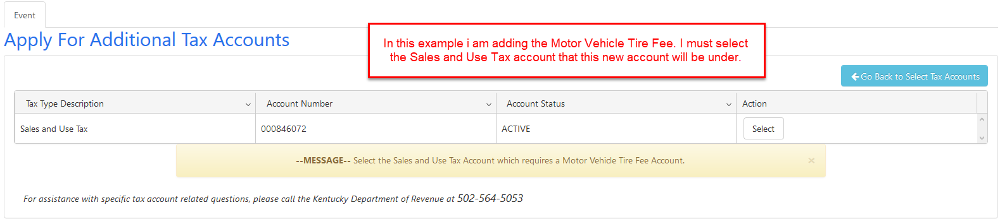 Event
Apply For Additional Tax Accounts
In this example i am adding the Motor Vehicle Tire Fee. I must select
the Sales and Use Tax account that this new account will be under.
Go Back to Select Tax Accounts
Tax Type Description Account Number Account Status Action
Sales and Use Tax 000846072 ACTIVE Select
--MESSAGE-- Select the Sales and Use Tax Account which requires a Motor Vehicle Tire Fee Account. ×
For assistance with specific tax account related questions, please call the Kentucky Department of Revenue at 502-564-5053